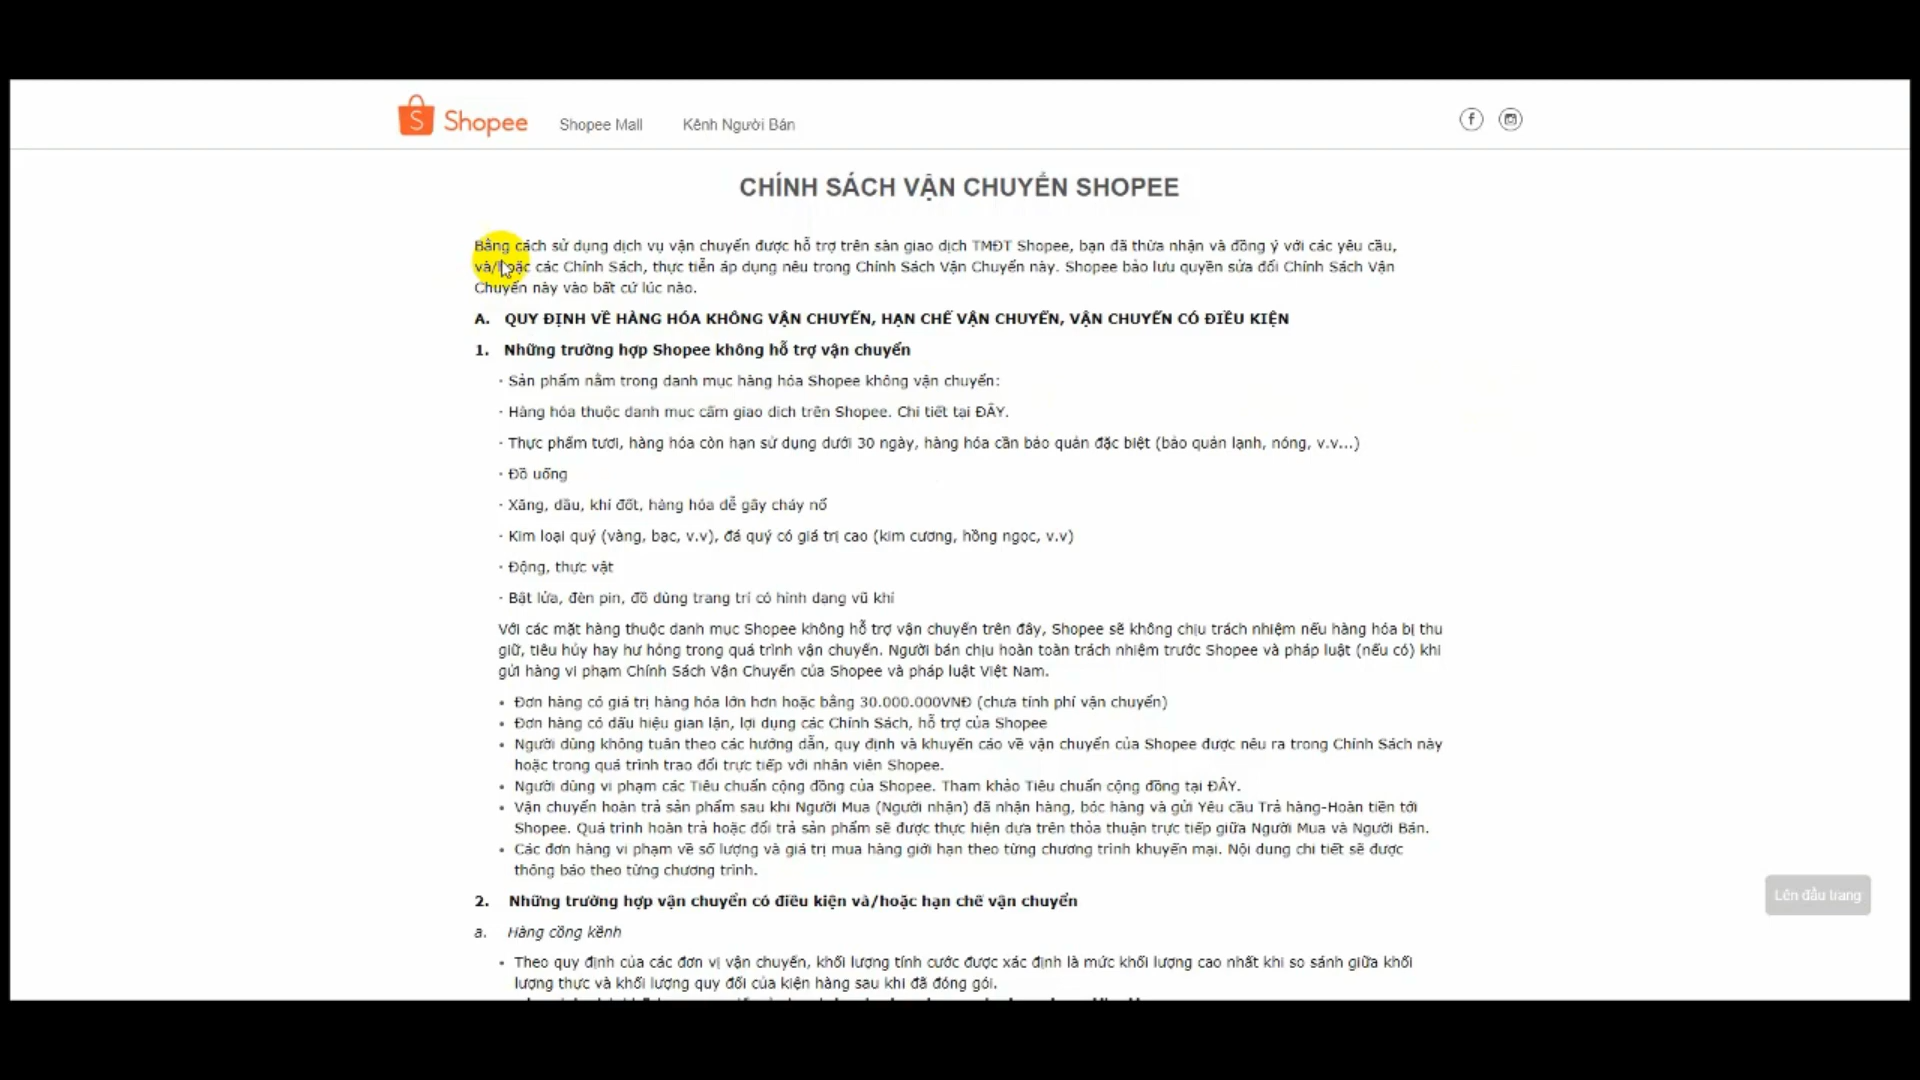 Shopee
Shopee Mall
Kênh Người Bán
CHÍNH SÁCH VẬN CHUYỂN SHOPEE
Bằng cách sử dụng dịch vụ vận chuyển được hỗ trợ trên sàn giao dịch TMĐT Shopee, bạn đã thừa nhận và đồng ý với các yêu cầu,
và/hoặc các Chính Sách, thực tiễn áp dụng nêu trong Chính Sách Vận Chuyển này. Shopee bảo lưu quyền sửa đổi Chính Sách Vận
Chuyển này vào bất cứ lúc nào.
A. QUY ĐỊNH VỀ HÀNG HÓA KHÔNG VẬN CHUYỂN, HẠN CHẾ VẬN CHUYỂN, VẬN CHUYỂN CÓ ĐIỀU KIỆN
1. Những trường hợp Shopee không hỗ trợ vận chuyển
· Sản phẩm nằm trong danh mục hàng hóa Shopee không vận chuyển:
· Hàng hóa thuộc danh mục cấm giao dịch trên Shopee. Chi tiết tại ĐÂY.
· Thực phẩm tươi, hàng hóa còn hạn sử dụng dưới 30 ngày, hàng hóa cần bảo quản đặc biệt (bảo quản lạnh, nóng, v.v...)
· Đồ uống
· Xăng, dầu, khí đốt, hàng hóa dễ gây cháy nổ
· Kim loại quý (vàng, bạc, v.v), đá quý có giá trị cao (kim cương, hồng ngọc, v.v)
· Động, thực vật
· Bật lửa, đèn pin, đồ dùng trang trí có hình dạng vũ khí
Với các mặt hàng thuộc danh mục Shopee không hỗ trợ vận chuyển trên đây, Shopee sẽ không chịu trách nhiệm nếu hàng hóa bị thu
giữ, tiêu hủy hay hư hỏng trong quá trình vận chuyển. Người bán chịu hoàn toàn trách nhiệm trước Shopee và pháp luật (nếu có) khi
gửi hàng vi phạm Chính Sách Vận Chuyển của Shopee và pháp luật Việt Nam.
• Đơn hàng có giá trị hàng hóa lớn hơn hoặc bằng 30.000.000VNĐ (chưa tính phí vận chuyển)
• Đơn hàng có dấu hiệu gian lận, lợi dụng các Chính Sách, hỗ trợ của Shopee
• Người dùng không tuân theo các hướng dẫn, quy định và khuyến cáo về vận chuyển của Shopee được nêu ra trong Chính Sách này
hoặc trong quá trình trao đổi trực tiếp với nhân viên Shopee.
• Người dùng vi phạm các Tiêu chuẩn cộng đồng của Shopee. Tham khảo Tiêu chuẩn cộng đồng tại ĐÂY.
• Vận chuyển hoàn trả sản phẩm sau khi Người Mua (Người nhận) đã nhận hàng, bóc hàng và gửi Yêu cầu Trả hàng-Hoàn tiền tới
Shopee. Quá trình hoàn trả hoặc đổi trả sản phẩm sẽ được thực hiện dựa trên thỏa thuận trực tiếp giữa Người Mua và Người Bán.
• Các đơn hàng vi phạm về số lượng và giá trị mua hàng giới hạn theo từng chương trình khuyến mại. Nội dung chi tiết sẽ được
thông báo theo từng chương trình.
Lên đầu trang
2. Những trường hợp vận chuyển có điều kiện và/hoặc hạn chế vận chuyển
a. Hàng cồng kềnh
• Theo quy định của các đơn vị vận chuyển, khối lượng tính cước được xác định là mức khối lượng cao nhất khi so sánh giữa khối
lượng thực và khối lượng quy đổi của kiện hàng sau khi đã đóng gói.